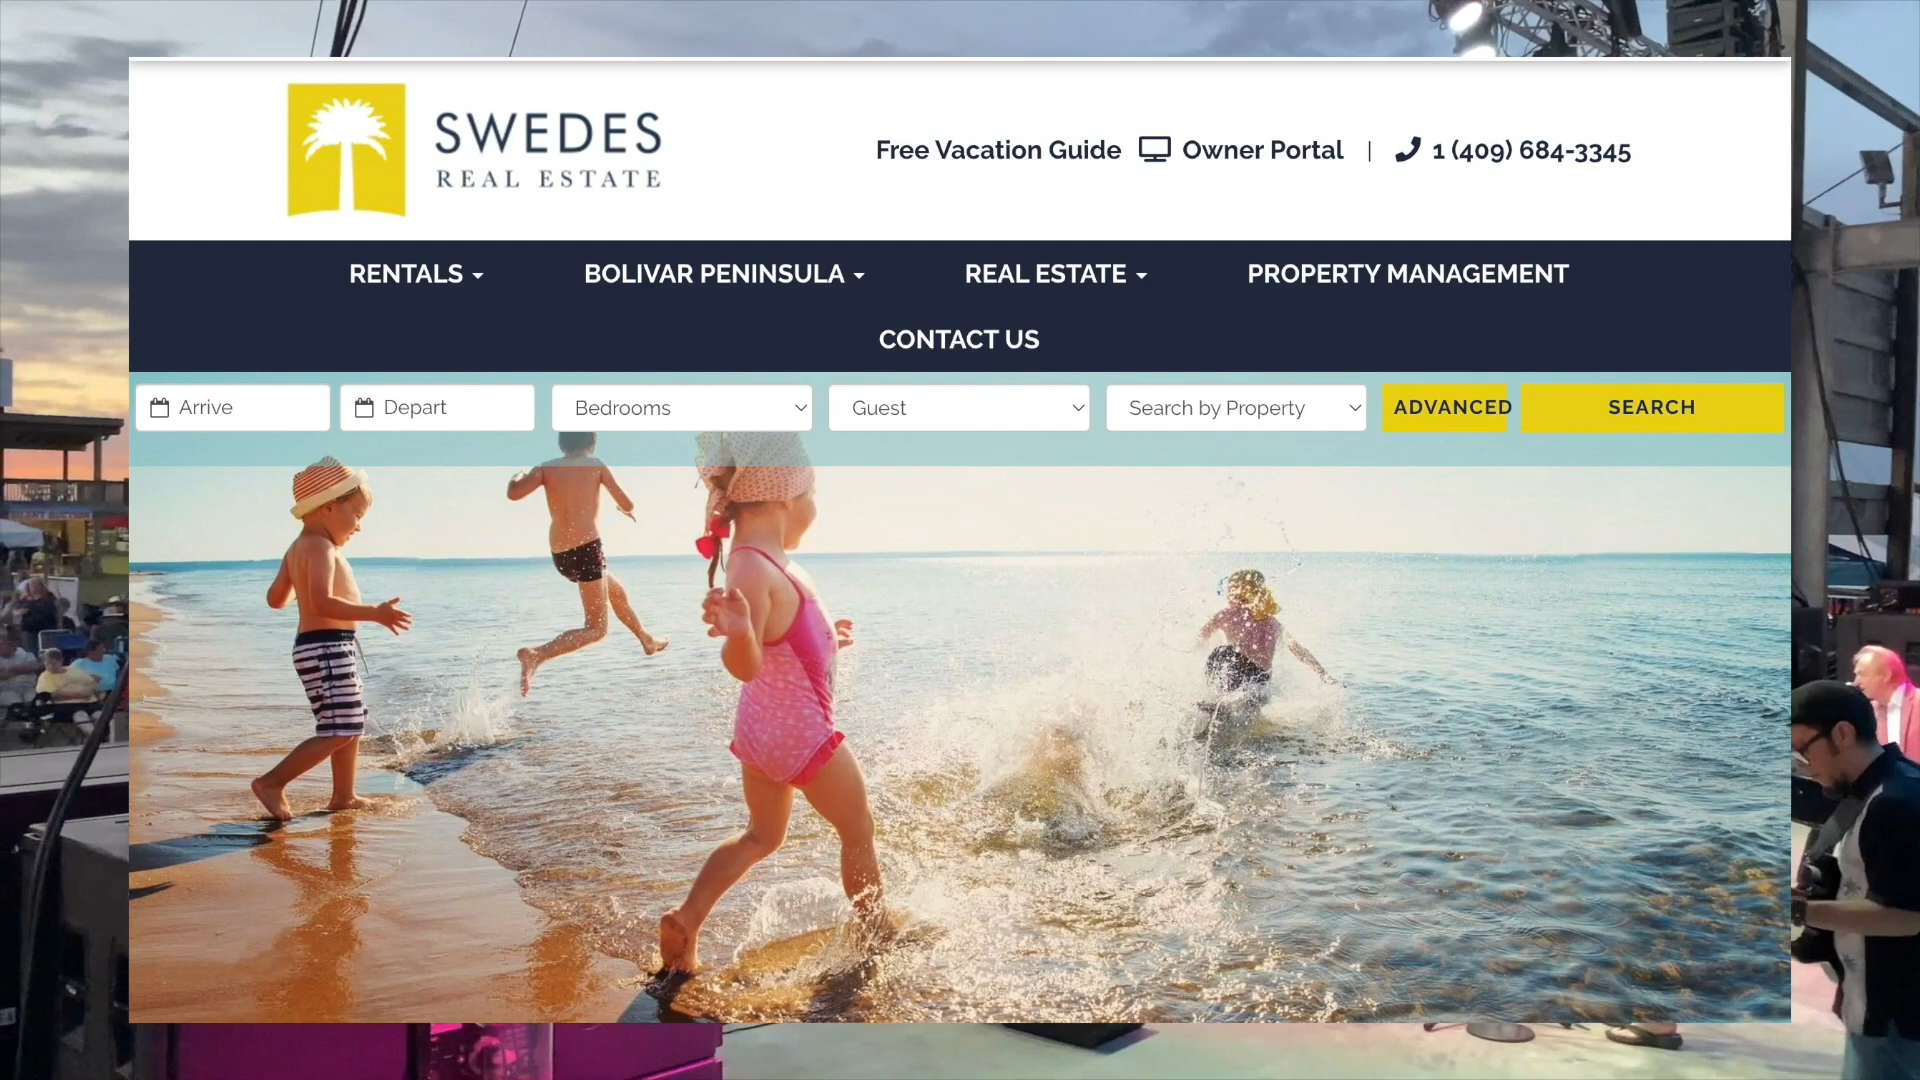 SWEDES
REAL ESTATE
Free Vacation Guide Owner Portal | 1 (409) 684-3345
RENTALS BOLIVAR PENINSULA REAL ESTATE PROPERTY MANAGEMENT
CONTACT US
Arrive Depart Bedrooms Guest Search by Property ADVANCED SEARCH